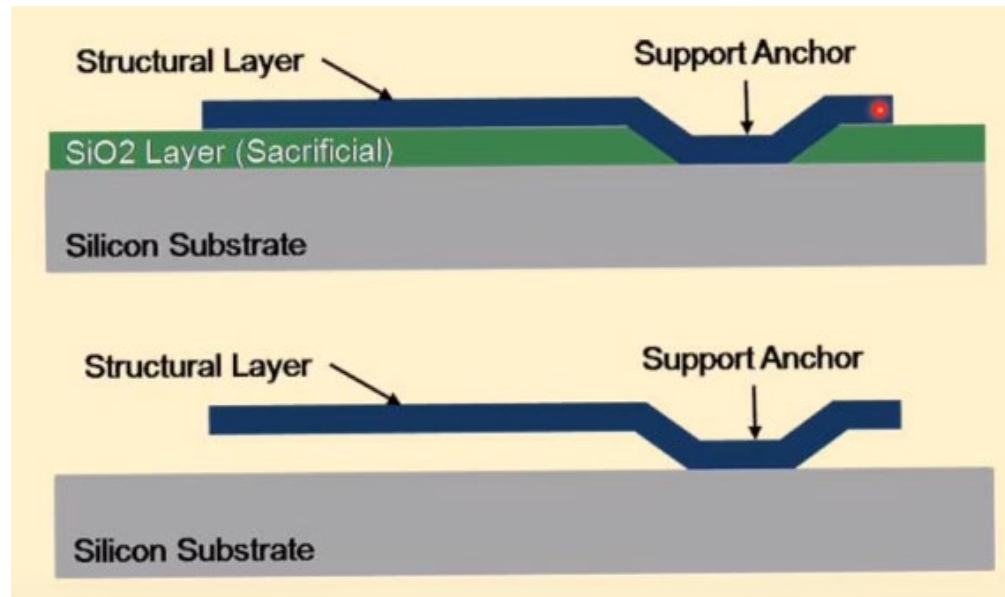 Structural Layer
Support Anchor
SiO2 Layer (Sacrificial)
Silicon Substrate
Structural Layer
Support Anchor
Silicon Substrate